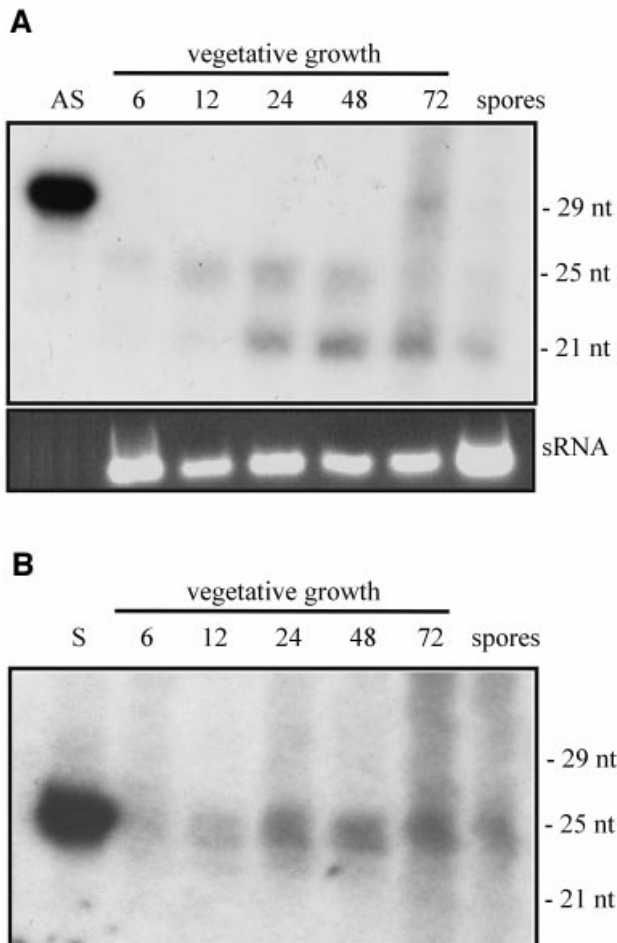 A
vegetative growth
AS 6 12 24 48 72 spores
- 29 nt
- 25 nt
- 21 nt
sRNA
B
vegetative growth
S 6 12 24 48 72 spores
- 29 nt
- 25 nt
- 21 nt